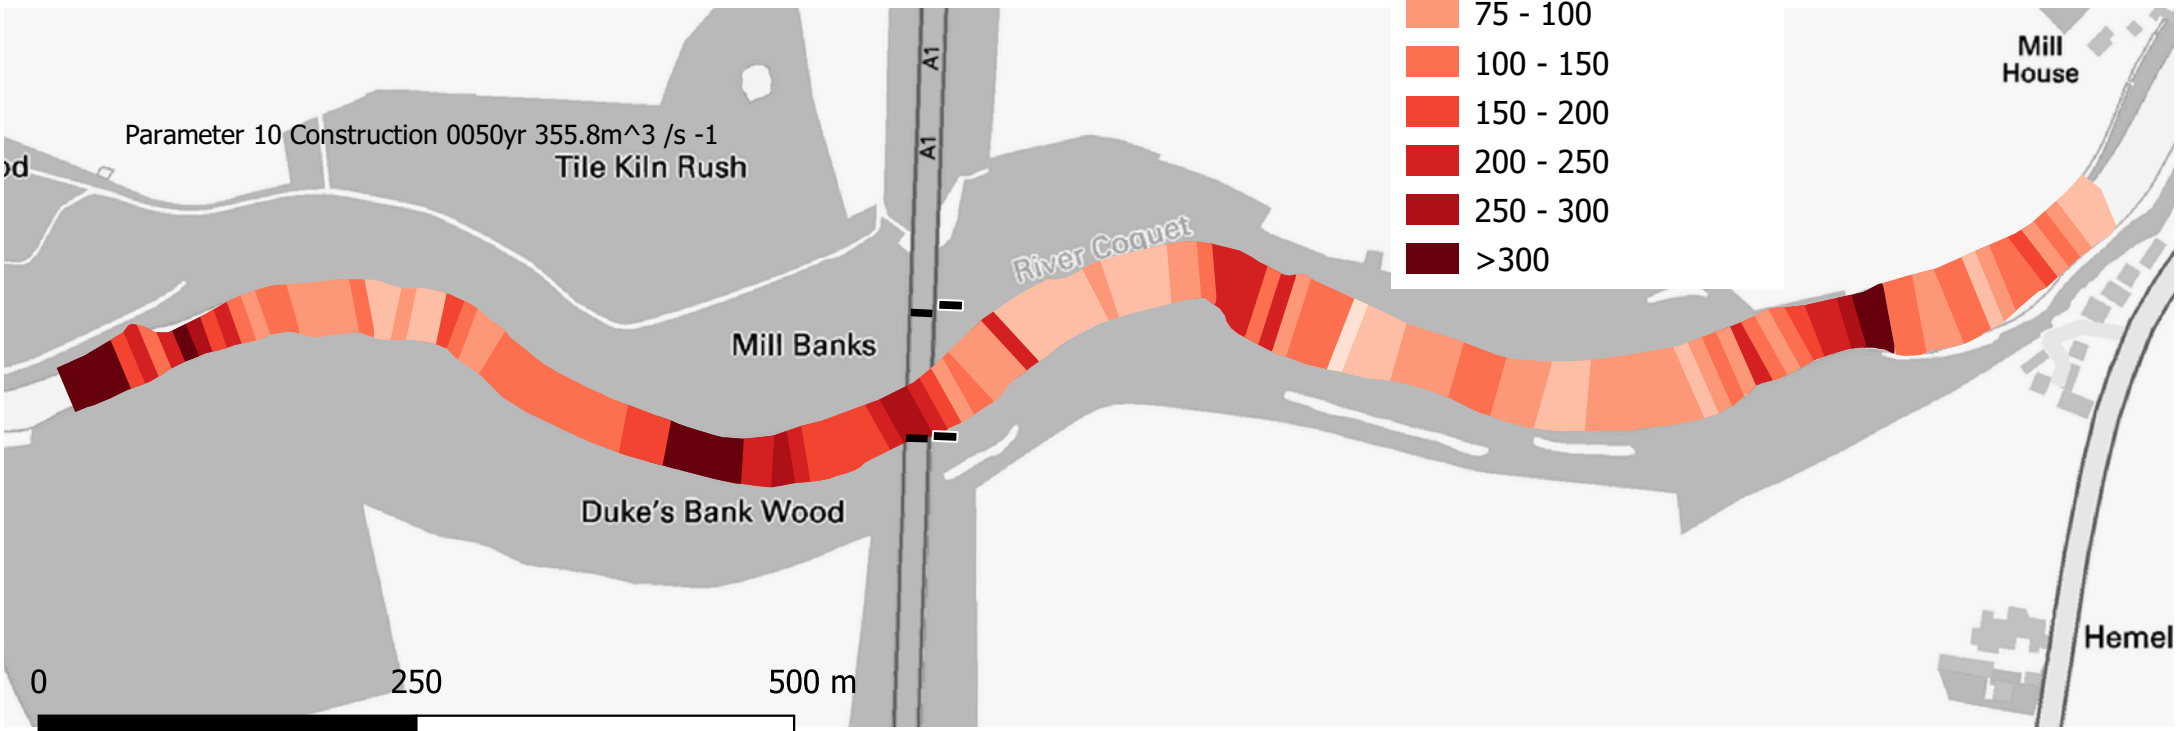 75 - 100
100 - 150
150 - 200
200 - 250
250 - 300
>300
Mill
House
A1
A1
Parameter 10 Construction 0050yr 355.8m^3 /s -1
od
Tile Kiln Rush
River Coquet
Mill Banks
Duke's Bank Wood
Hemel
0 250 500 m